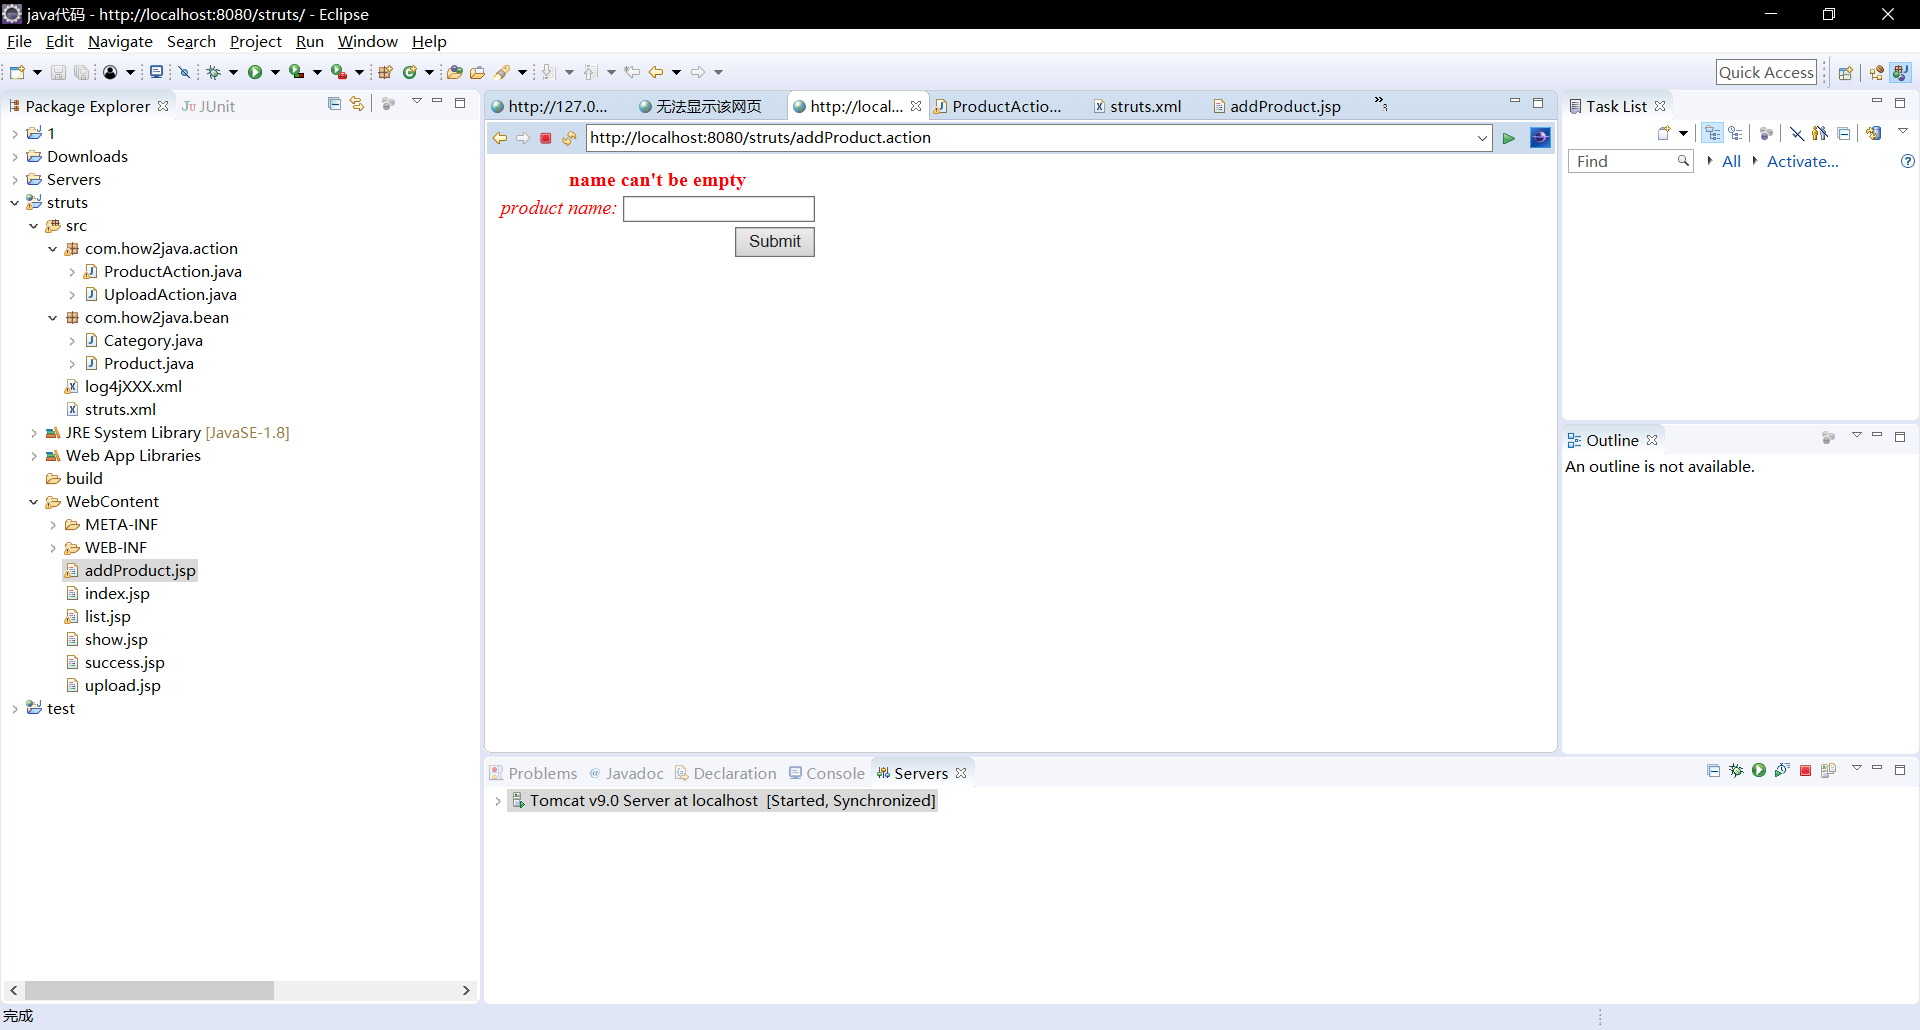 java代码 - http://localhost:8080/struts/ - Eclipse
File Edit Navigate Search Project Run Window Help
Quick Access
Package Explorer JUnit
1
Downloads
Servers
struts
src
com.how2java.action
ProductAction.java
UploadAction.java
com.how2java.bean
Category.java
Product.java
log4jXXX.xml
struts.xml
JRE System Library [JavaSE-1.8]
Web App Libraries
build
WebContent
META-INF
WEB-INF
addProduct.jsp
index.jsp
list.jsp
show.jsp
success.jsp
upload.jsp
test
http://127.0... 无法显示该网页 http://local... ProductActio... struts.xml addProduct.jsp »3
http://localhost:8080/struts/addProduct.action
name can't be empty
product name:
Submit
Task List
Find All Activate...
Outline
An outline is not available.
Problems Javadoc Declaration Console Servers
Tomcat v9.0 Server at localhost [Started, Synchronized]
完成